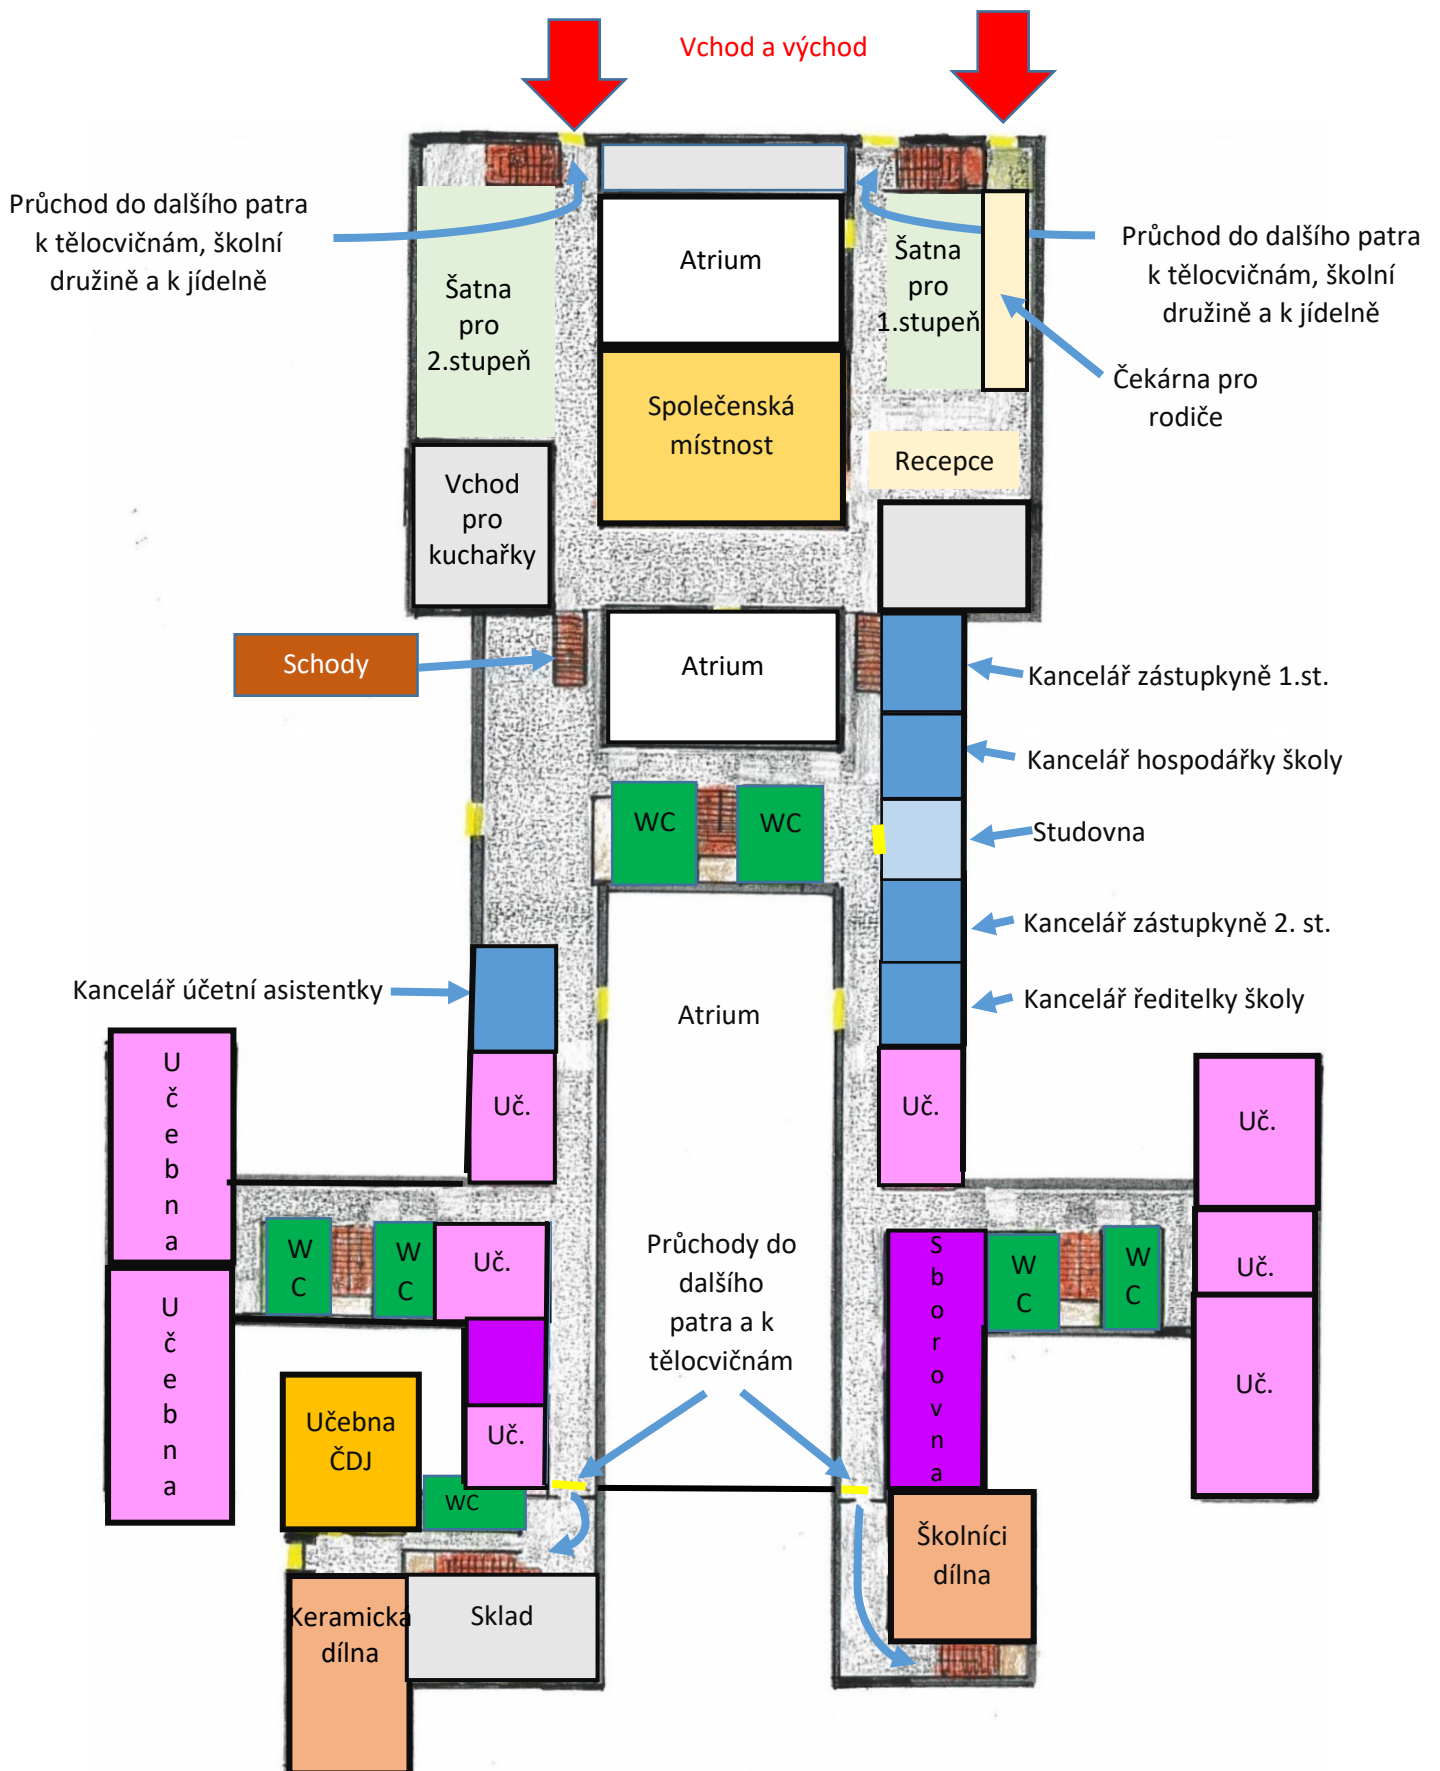 Vchod a východ
Průchod do dalšího patra
k tělocvičnám, školní
družině a k jídelně
Atrium
Šatna
pro
1.stupeň
Průchod do dalšího patra
k tělocvičnám, školní
družině a k jídelně
Šatna
pro
2.stupeň
Čekárna pro
rodiče
Společenská
místnost
Recepce
Vchod
pro
kuchařky
Schody
Atrium
Kancelář zástupkyně 1.st.
Kancelář hospodářky školy
WC
WC
Studovna
Kancelář zástupkyně 2. st.
Kancelář účetní asistentky
Atrium
Kancelář ředitelky školy
U
č
e
b
n
a
Uč.
Uč.
Uč.
W
C
W
C
Uč.
Průchody do
dalšího
patra a k
tělocvičnám
S
b
o
r
o
v
n
a
W
C
W
C
Uč.
U
č
e
b
n
a
Uč.
Učebna
ČDJ
Uč.
WC
Školníci
dílna
Keramická
dílna
Sklad